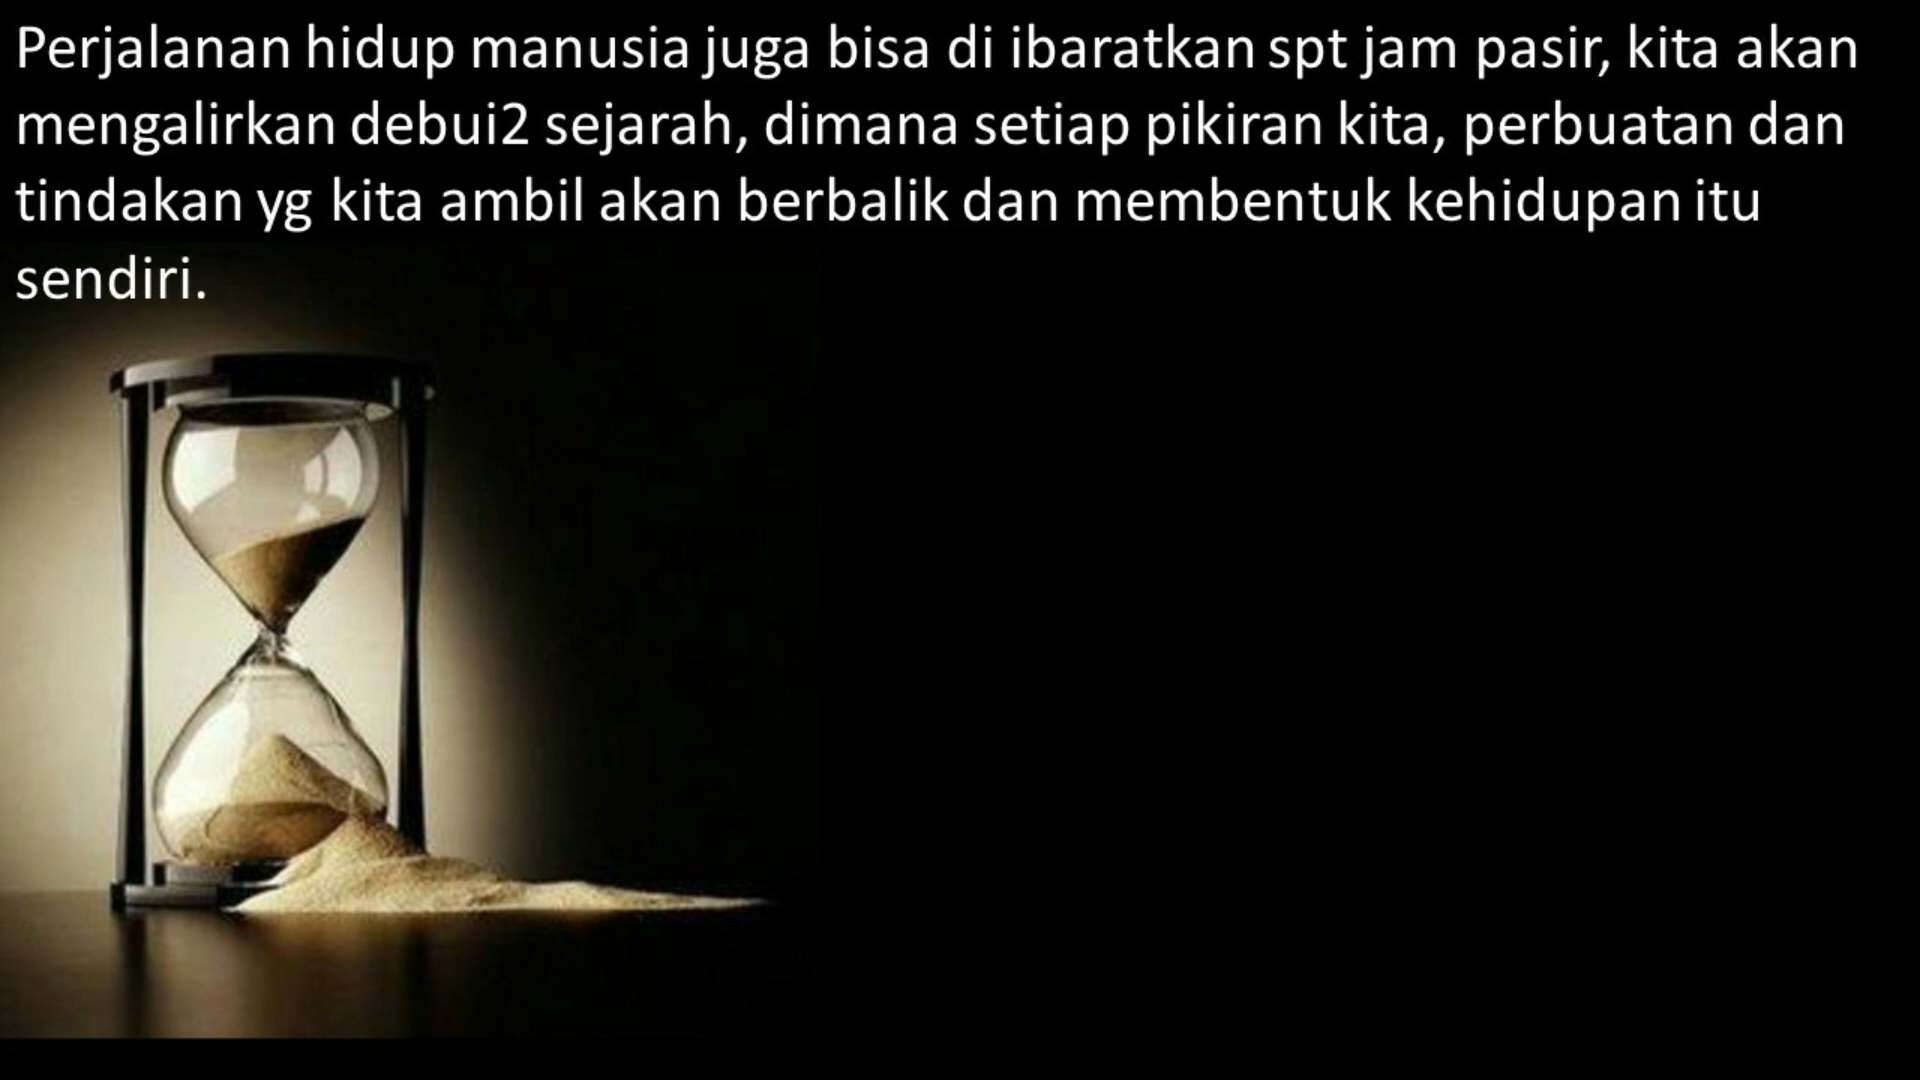 Perjalanan hidup manusia juga bisa di ibaratkan spt jam pasir, kita akan
mengalirkan debui2 sejarah, dimana setiap pikiran kita, perbuatan dan
tindakan yg kita ambil akan berbalik dan membentuk kehidupan itu
sendiri.